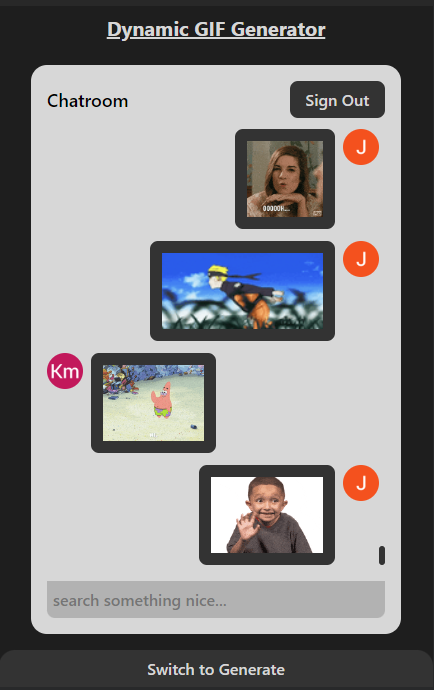 Dynamic GIF Generator
Chatroom
Sign Out
OOOOOH...
J
J
Km
J
search something nice...
Switch to Generate